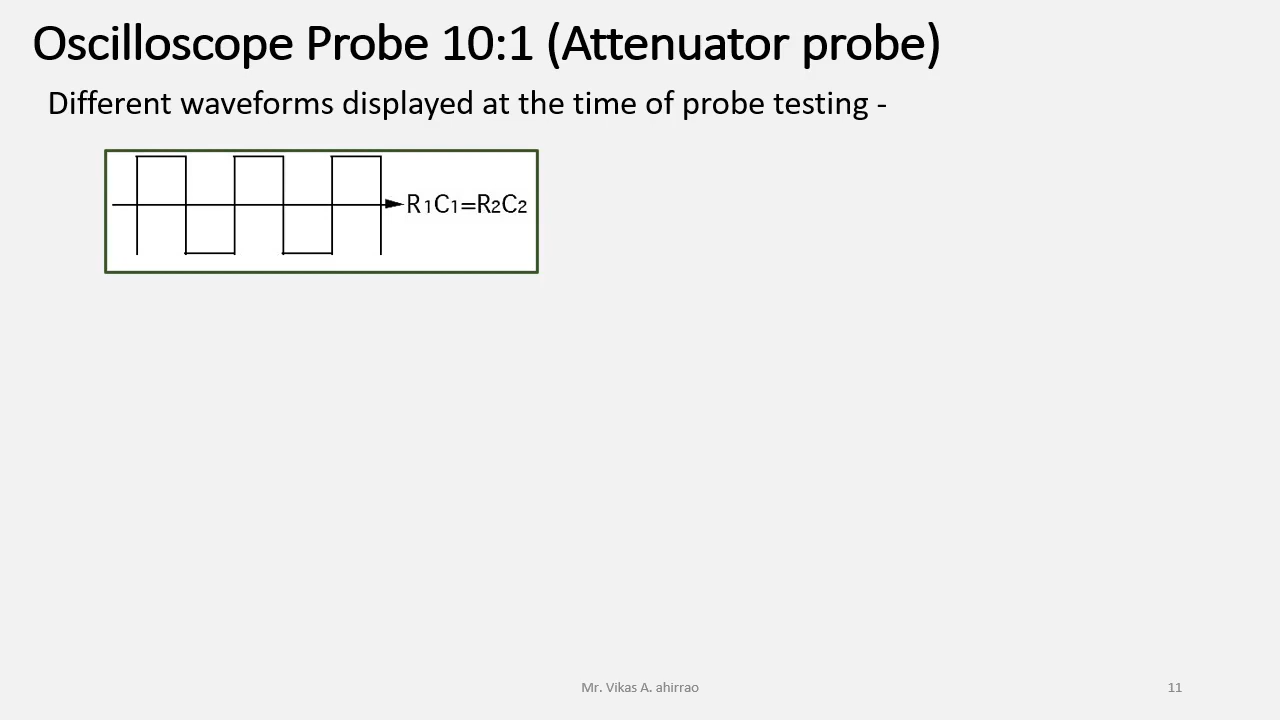 Oscilloscope Probe 10:1 (Attenuator probe)
Different waveforms displayed at the time of probe testing -
R1C1=R2C2
Mr. Vikas A. ahirrao
11